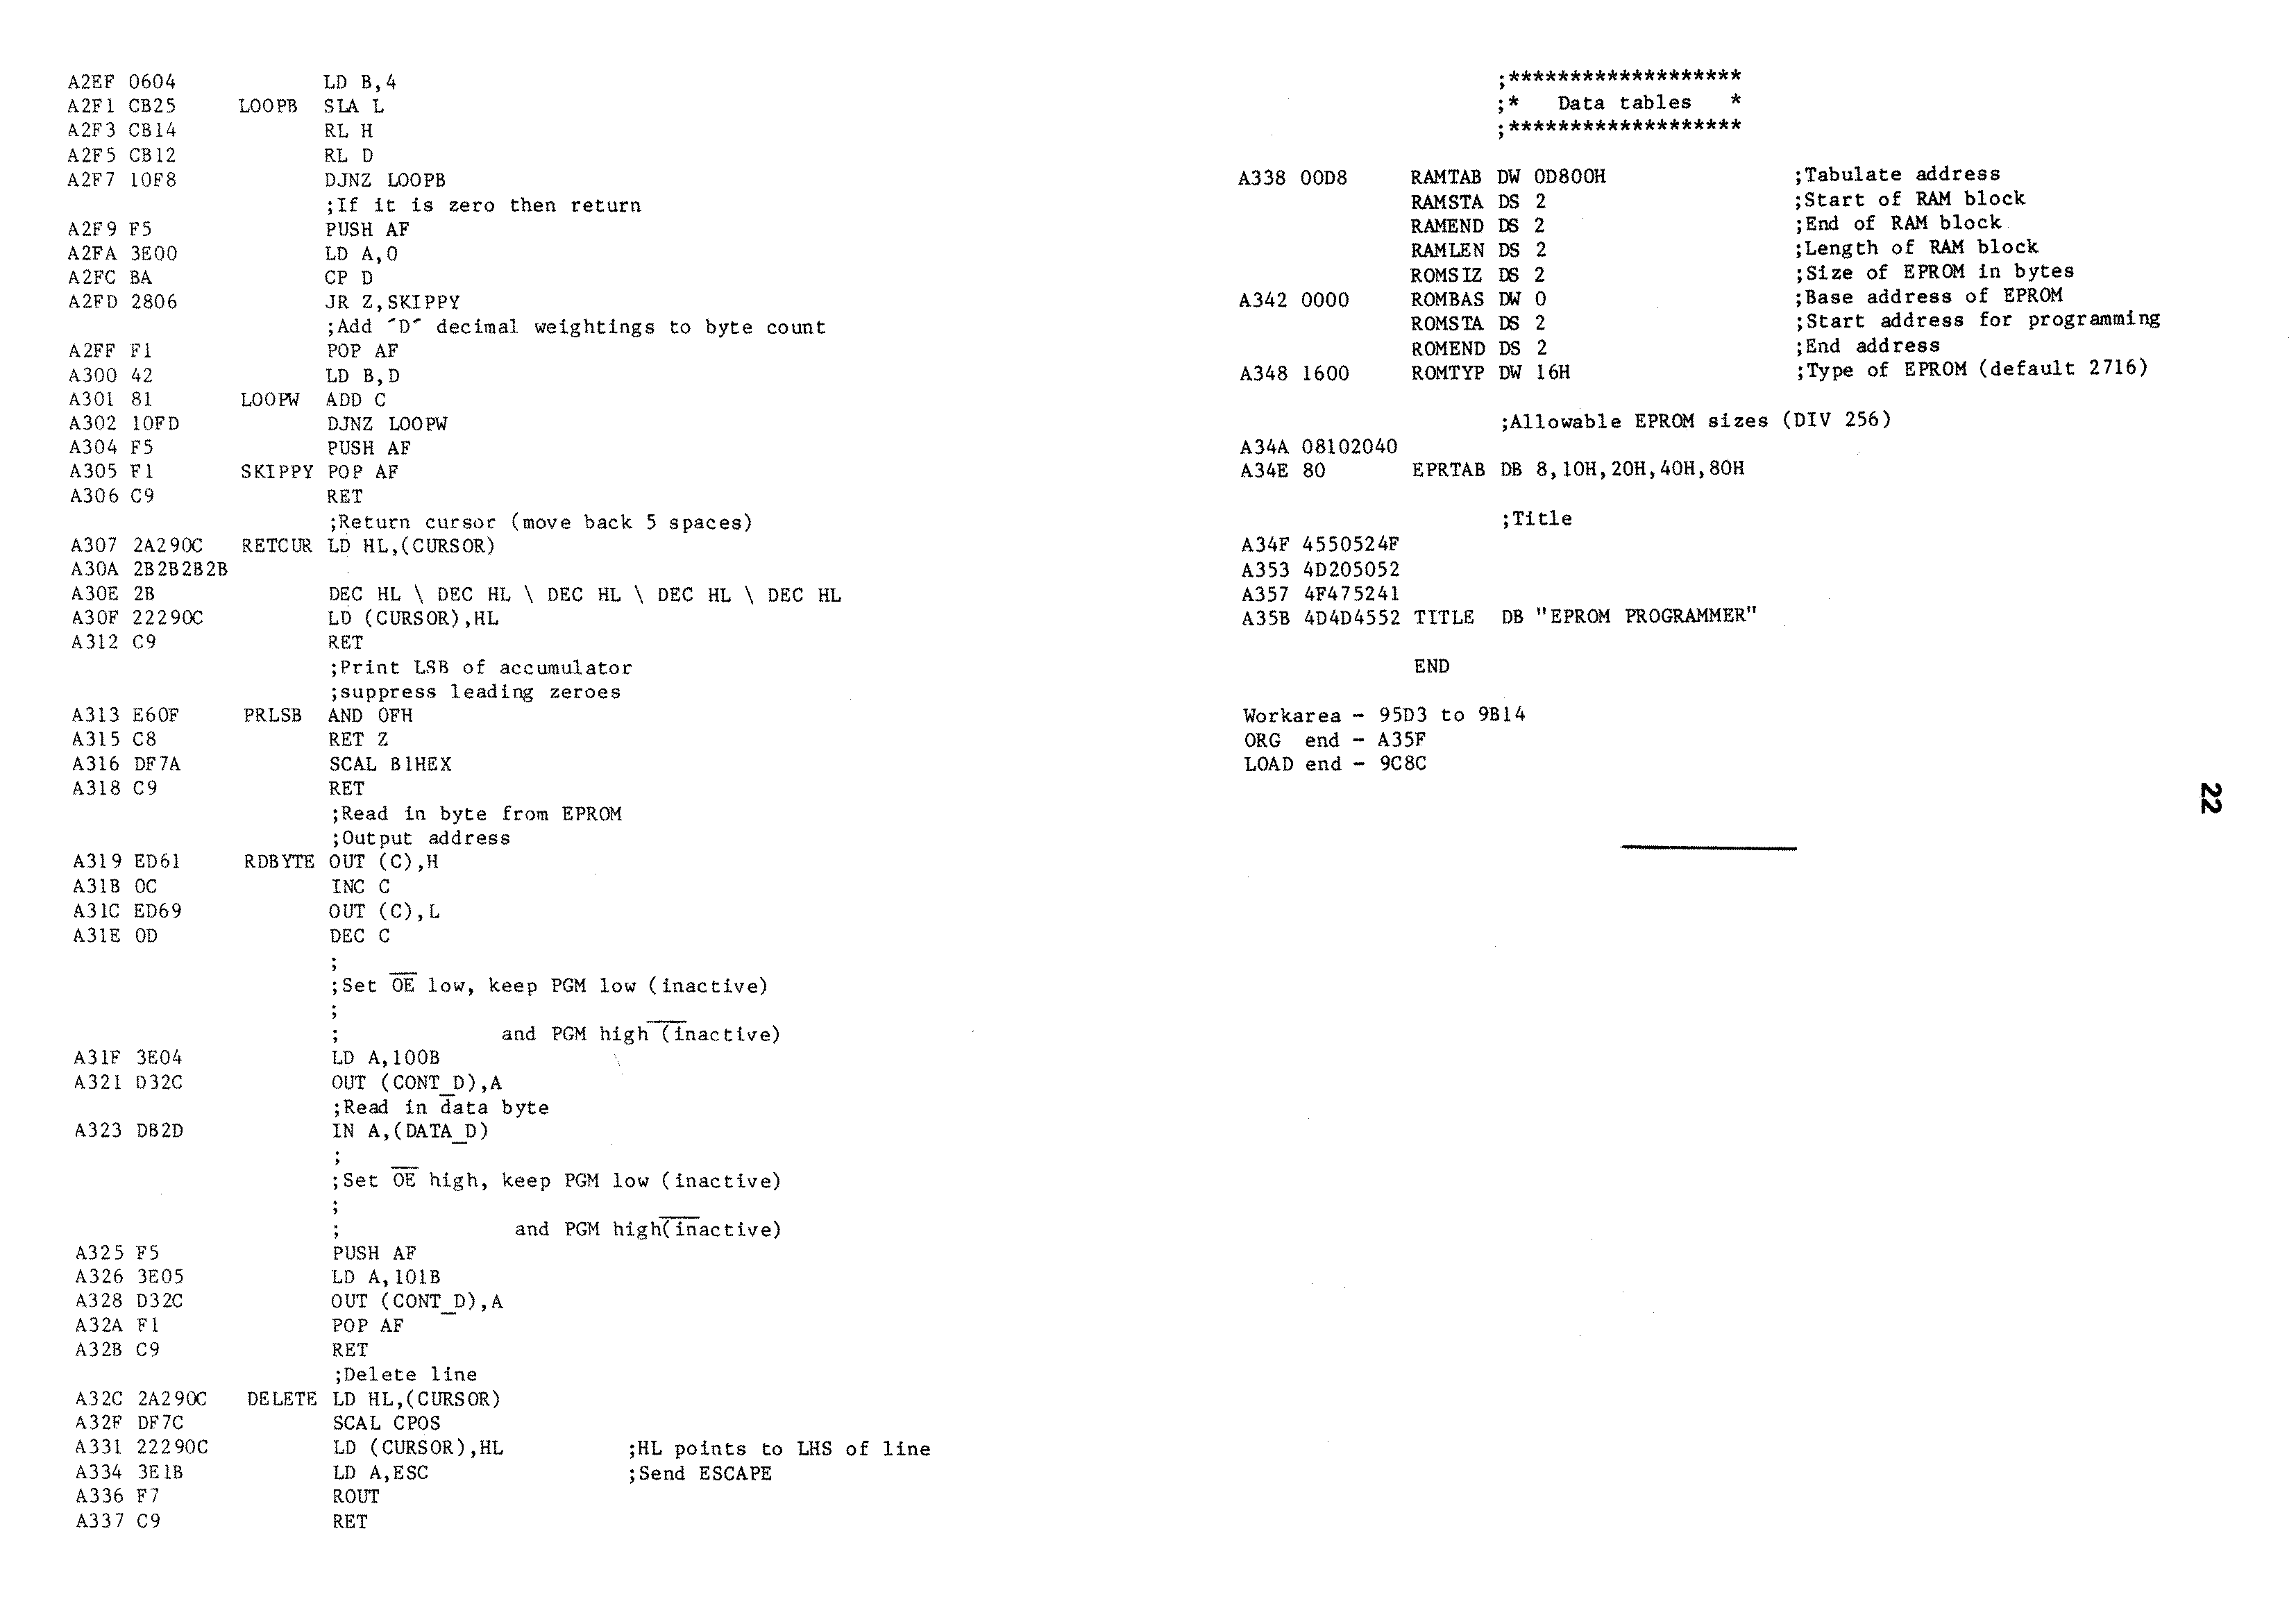 A2EF 0604 LD B,4
A2F1 CB25 LOOPB SLA L
A2F3 CB14 RL H
A2F5 CB12 RL D
A2F7 10F8 DJNZ LOOPB
;If it is zero then return
A2F9 F5 PUSH AF
A2FA 3E00 LD A,0
A2FC BA CP D
A2FD 2806 JR Z,SKIPPY
;Add ´D´ decimal weightings to byte count
A2FF F1 POP AF
A300 42 LD B,D
A301 81 LOOPW ADD C
A302 10FD DJNZ LOOPW
A304 F5 PUSH AF
A305 F1 SKIPPY POP AF
A306 C9 RET
;Return cursor (move back 5 spaces)
A307 2A290C RETCUR LD HL,(CURSOR)
A30A 2B2B2B2B
A30E 2B DEC HL \ DEC HL \ DEC HL \ DEC HL \ DEC HL
A30F 22290C LD (CURSOR),HL
A312 C9 RET
;Print LSB of accumulator
;suppress leading zeroes
A313 E60F PRLSB AND 0FH
A315 C8 RET Z
A316 DF7A SCAL B1HEX
A318 C9 RET
;Read in byte from EPROM
;Output address
A319 ED61 RDBYTE OUT (C),H
A31B 0C INC C
A31C ED69 OUT (C),L
A31E 0D DEC C
;
;Set OE low, keep PGM low (inactive)
;
; and PGM high (inactive)
A31F 3E04 LD A,100B
A321 D32C OUT (CONT_D),A
;Read in data byte
A323 DB2D IN A,(DATA_D)
;
;Set OE high, keep PGM low (inactive)
;
; and PGM high(inactive)
A325 F5 PUSH AF
A326 3E05 LD A,101B
A328 D32C OUT (CONT_D),A
A32A F1 POP AF
A32B C9 RET
;Delete line
A32C 2A290C DELETE LD HL,(CURSOR)
A32F DF7C SCAL CPOS
A331 22290C LD (CURSOR),HL ;HL points to LHS of line
A334 3E1B LD A,ESC ;Send ESCAPE
A336 F7 ROUT
A337 C9 RET
;*******************
;* Data tables *
;*******************
A338 00D8 RAMTAB DW 0D800H ;Tabulate address
RAMSTA DS 2 ;Start of RAM block
RAMEND DS 2 ;End of RAM block
RAMLEN DS 2 ;Length of RAM block
ROMSIZ DS 2 ;Size of EPROM in bytes
A342 0000 ROMBAS DW 0 ;Base address of EPROM
ROMSTA DS 2 ;Start address for programming
ROMEND DS 2 ;End address
A348 1600 ROMTYP DW 16H ;Type of EPROM (default 2716)
;Allowable EPROM sizes (DIV 256)
A34A 08102040
A34E 80 EPRTAB DB 8,10H,20H,40H,80H
;Title
A34F 4550524F
A353 4D205052
A357 4F475241
A35B 4D4D4552 TITLE DB "EPROM PROGRAMMER"
END
Workarea - 95D3 to 9B14
ORG end - A35F
LOAD end - 9C8C
22